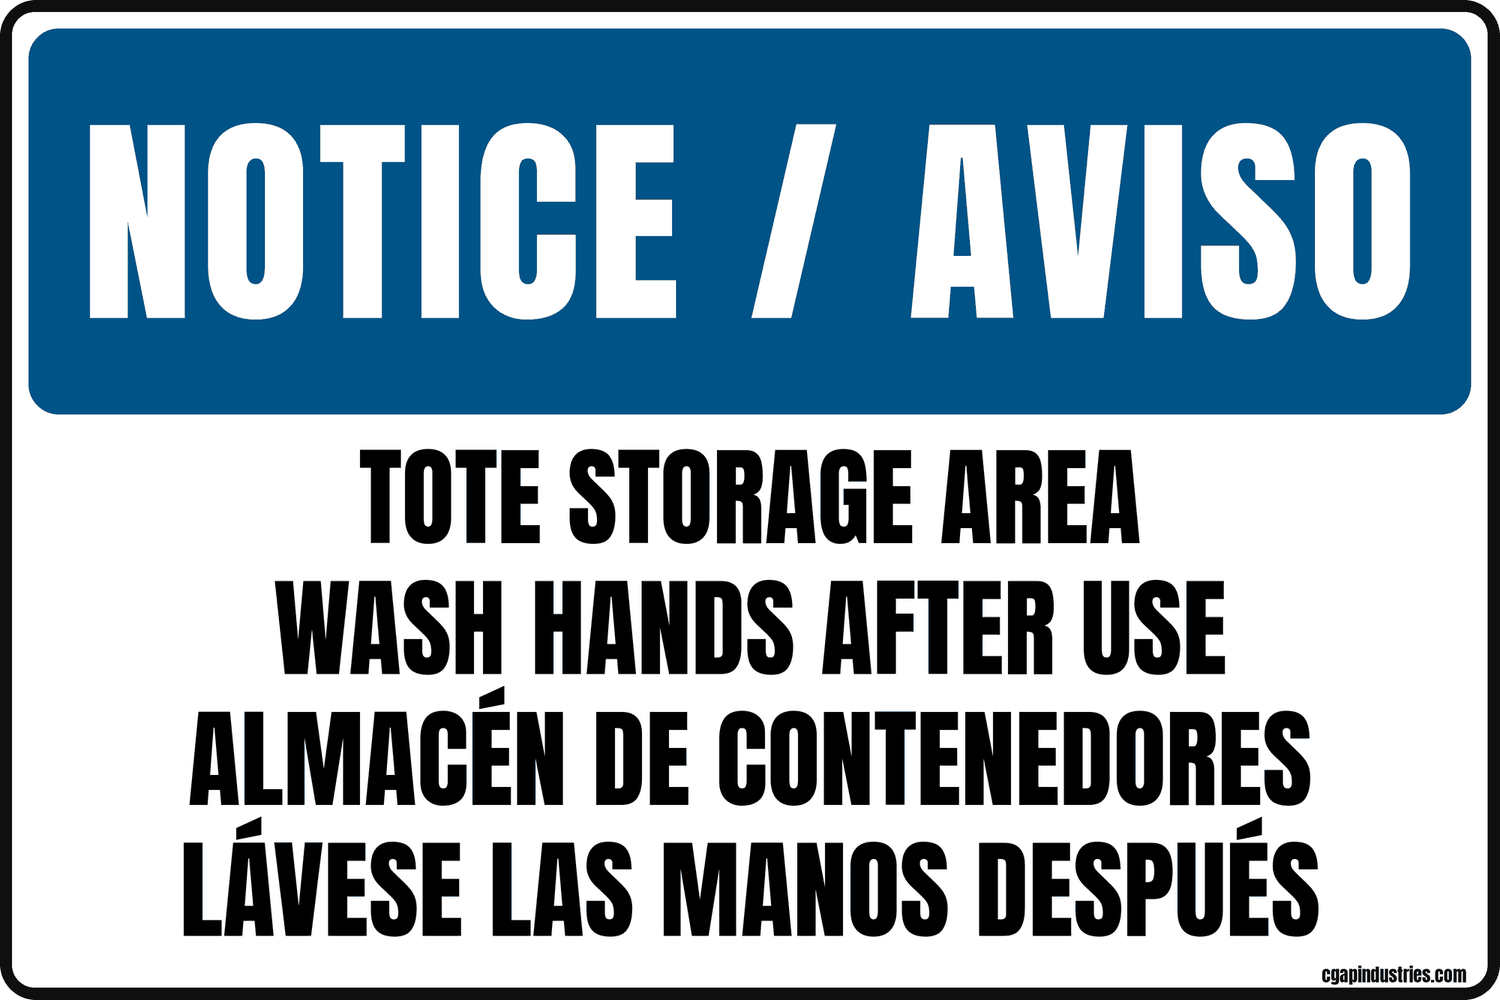 NOTICE / AVISO
TOTE STORAGE AREA
WASH HANDS AFTER USE
ALMACÉN DE CONTENEDORES
LÁVESE LAS MANOS DESPUÉS
cgapindustries.com